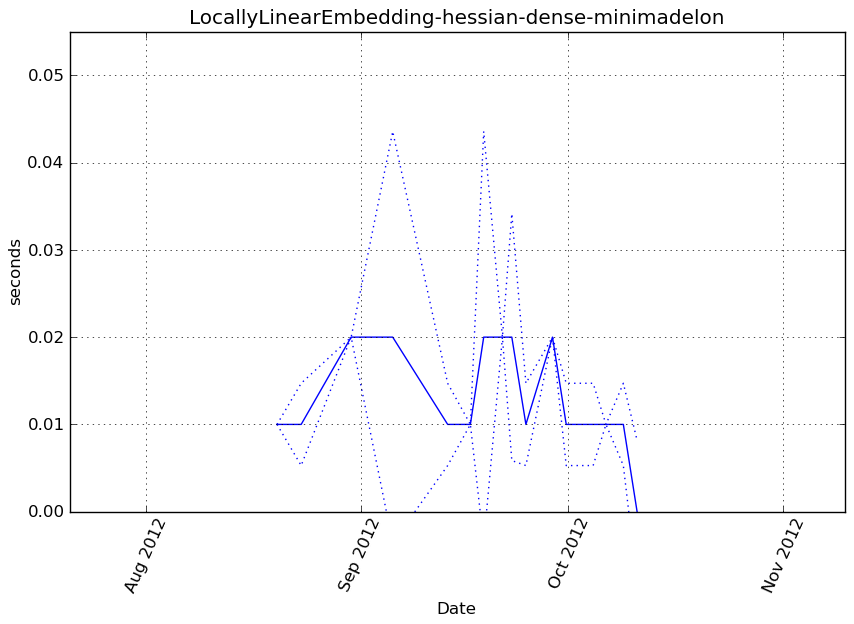 LocallyLinearEmbedding-hessian-dense-minimadelon
0.05
0.04
0.03
0.02
0.01
0.00
seconds
Aug 2012
Sep 2012
Oct 2012
Nov 2012
Date